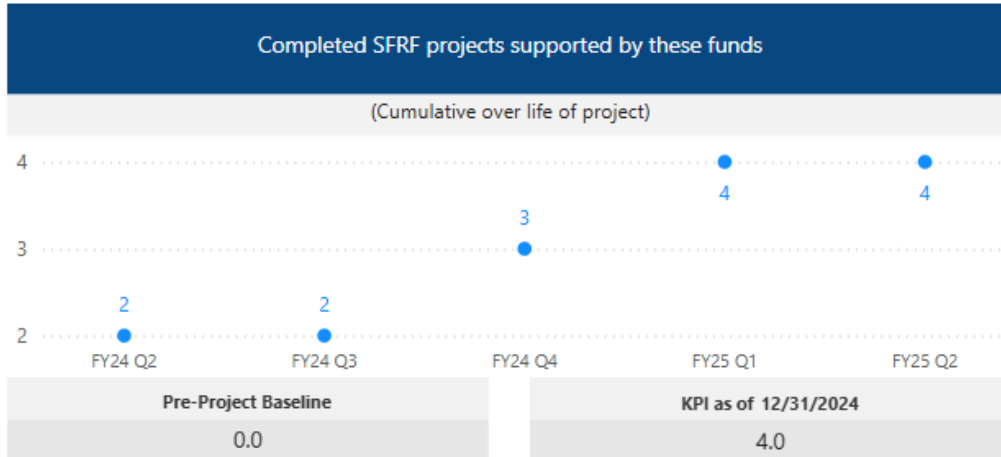 Completed SFRF projects supported by these funds
(Cumulative over life of project)
4
4
4
3
3
2
2
2
FY24 Q2
FY24 Q3
FY24 Q4
FY25 Q1
FY25 Q2
Pre-Project Baseline
KPI as of 12/31/2024
0.0
4.0